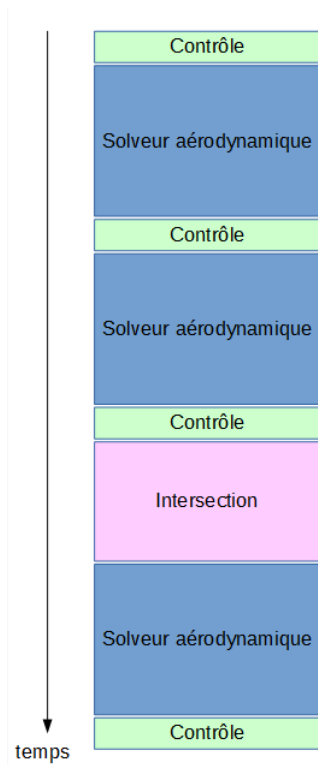 Contrôle
Solveur aérodynamique
Contrôle
Solveur aérodynamique
Contrôle
Intersection
Solveur aérodynamique
Contrôle
temps